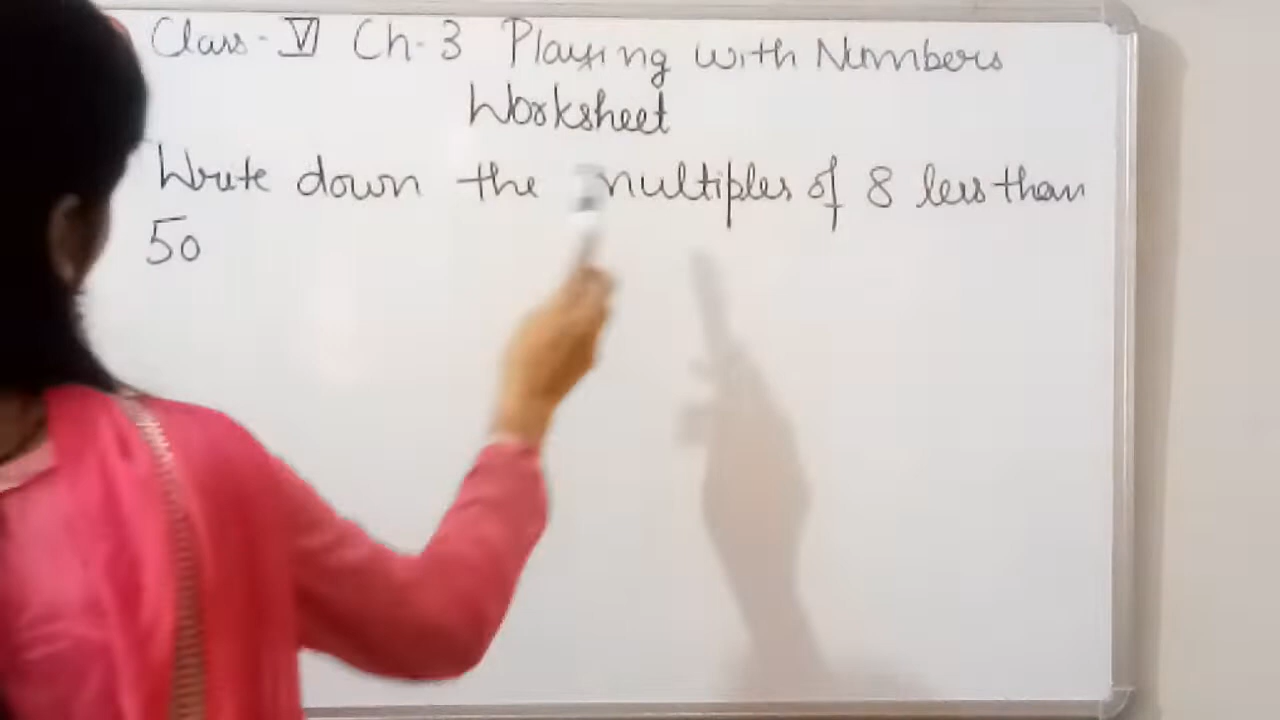 Class - VI Ch-3 Playing with Numbers
Worksheet
Write down the multiples of 8 less than
50